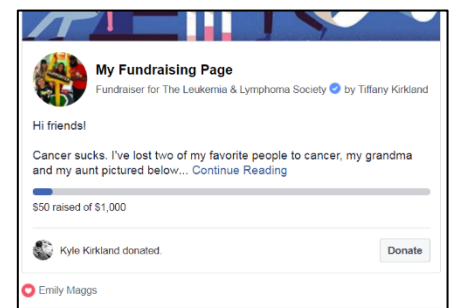 My Fundraising Page
Fundraiser for The Leukemia & Lymphoma Society by Tiffany Kirkland
Hi friends!
Cancer sucks. I've lost two of my favorite people to cancer, my grandma
and my aunt pictured below... Continue Reading
$50 raised of $1,000
Kyle Kirkland donated.
Donate
Emily Maggs